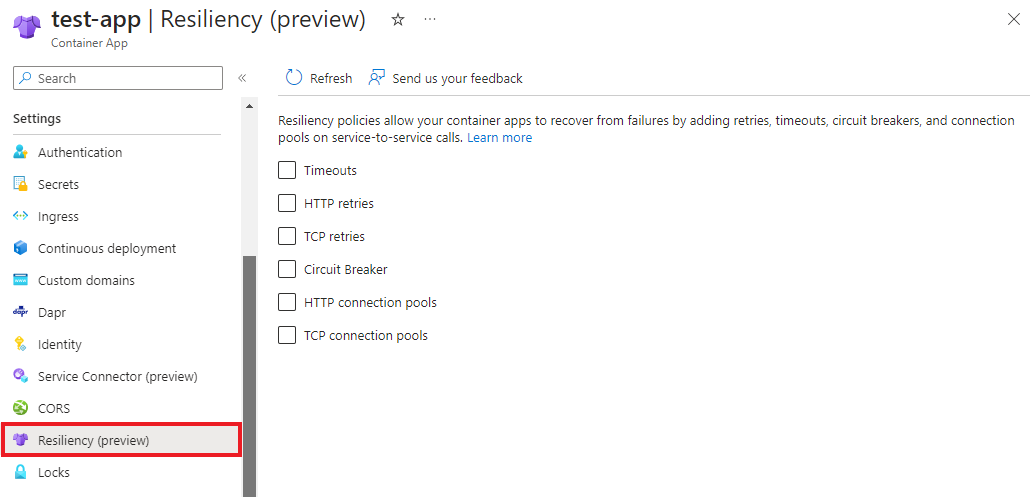 test-app | Resiliency (preview)
Container App
Search
Settings
Authentication
Secrets
Ingress
Continuous deployment
Custom domains
dapr Dapr
Identity
Service Connector (preview)
CORS
Resiliency (preview)
Locks
Refresh
Send us your feedback
Resiliency policies allow your container apps to recover from failures by adding retries, timeouts, circuit breakers, and connection
pools on service-to-service calls. Learn more
Timeouts
HTTP retries
TCP retries
Circuit Breaker
HTTP connection pools
TCP connection pools